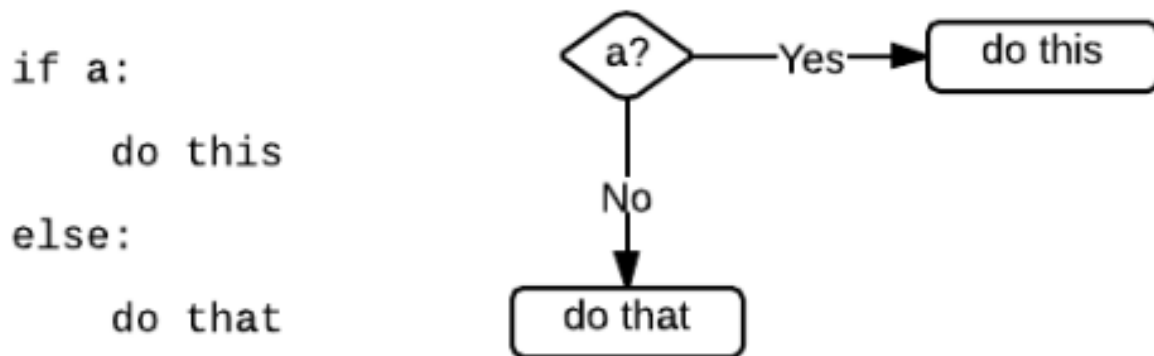 if a:
do this
else:
do that
a?
Yes
do this
No
do that